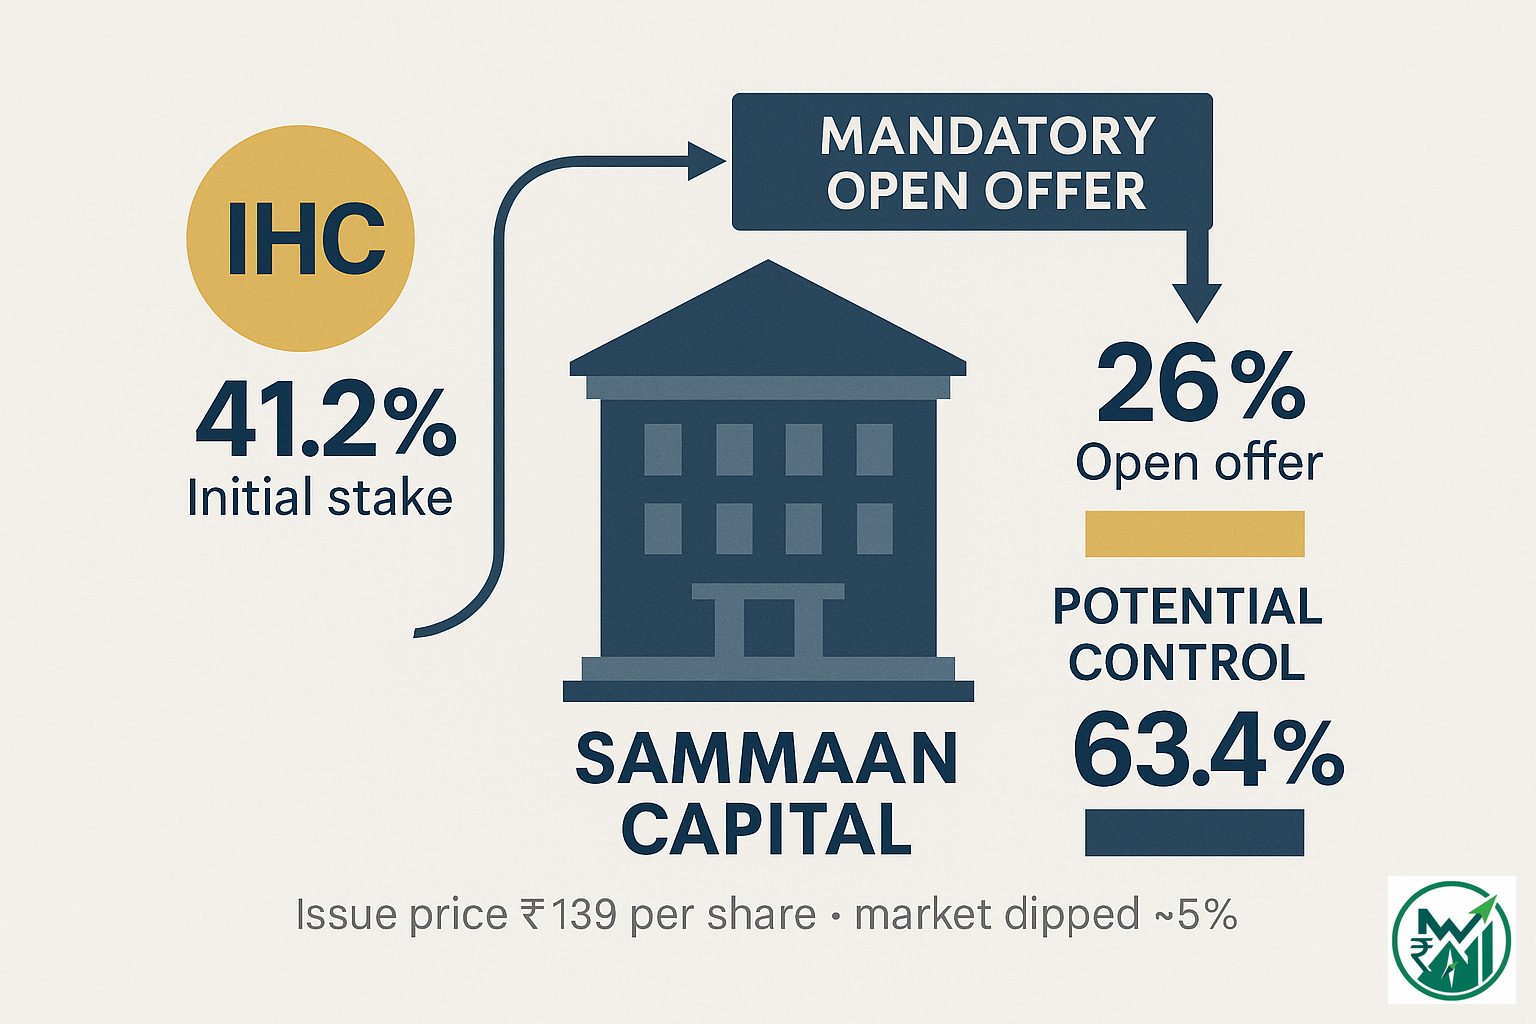 IHC
41.2%
Initial stake
MANDATORY
OPEN OFFER
26%
Open offer
POTENTIAL
CONTROL
63.4%
SAMMAAN
CAPITAL
Issue price ₹139 per share • market dipped ~5%
₹